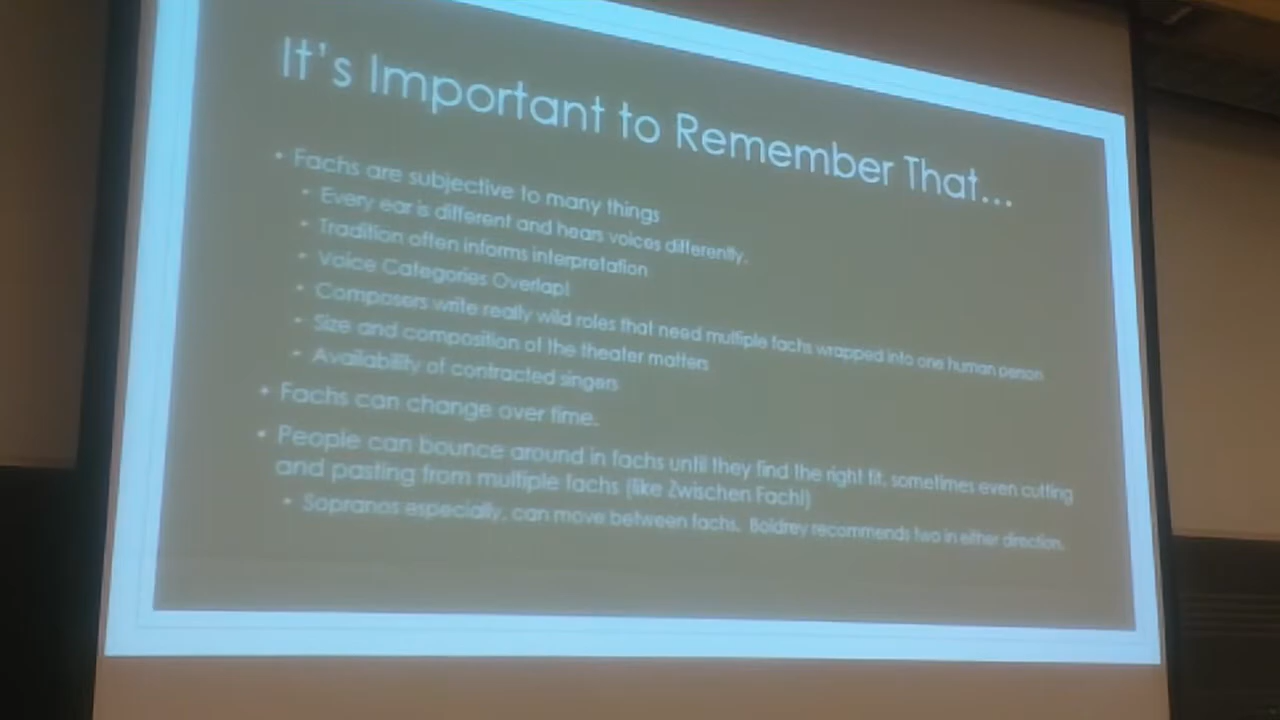 It's Important to Remember That...
• Fachs are subjective to many things
• Every ear is different and hears voices differently.
• Tradition often informs interpretation
• Voice Categories Overlap!
• Composers write really wild roles that need multiple fachs wrapped into one human person
• Size and composition of the theater matters
• Availability of contracted singers
• Fachs can change over time.
• People can bounce around in fachs until they find the right fit, sometimes even cutting
and pasting from multiple fachs (like Zwischen Fach!)
• Sopranos especially, can move between fachs. Boldrey recommends two in either direction.